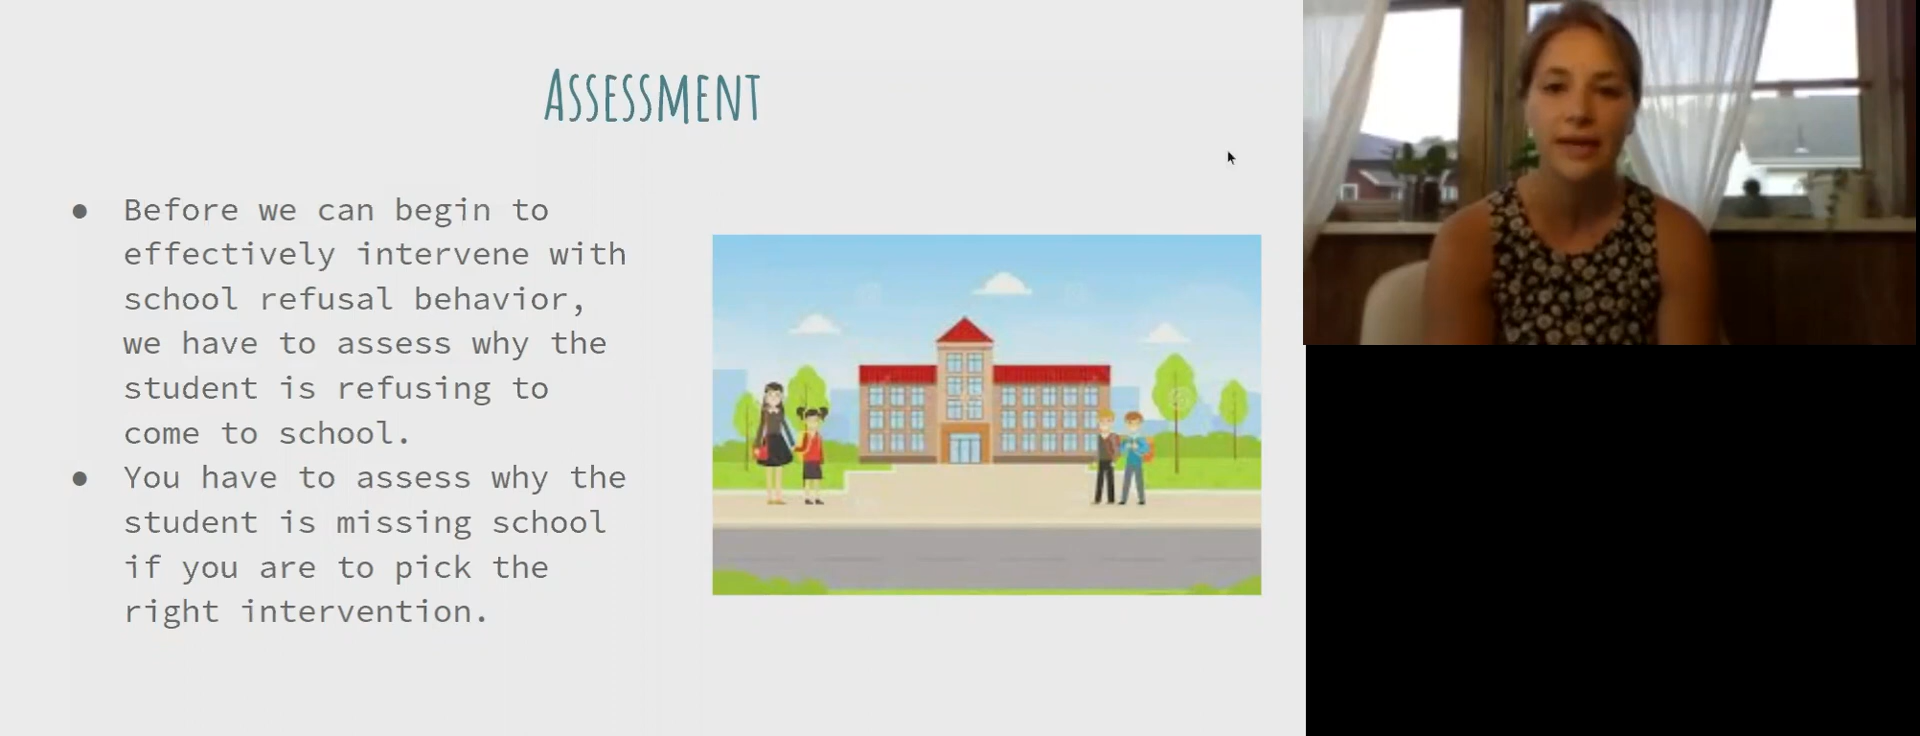 ASSESSMENT
● Before we can begin to
effectively intervene with
school refusal behavior,
we have to assess why the
student is refusing to
come to school.
● You have to assess why the
student is missing school
if you are to pick the
right intervention.